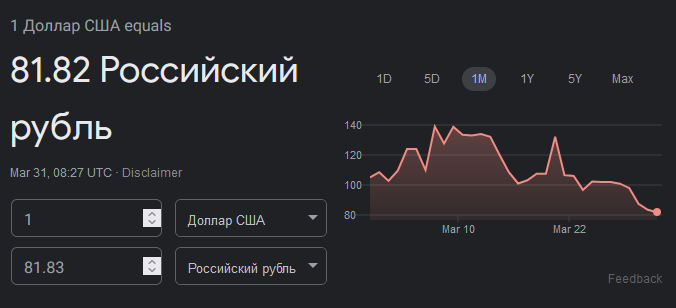 1 Доллар США equals
81.82 Российский
рубль
Mar 31, 08:27 UTC · Disclaimer
1 Доллар США
81.83 Российский рубль
1D 5D 1M 1Y 5Y Max
140
120
100
80
Mar 10 Mar 22
Feedback